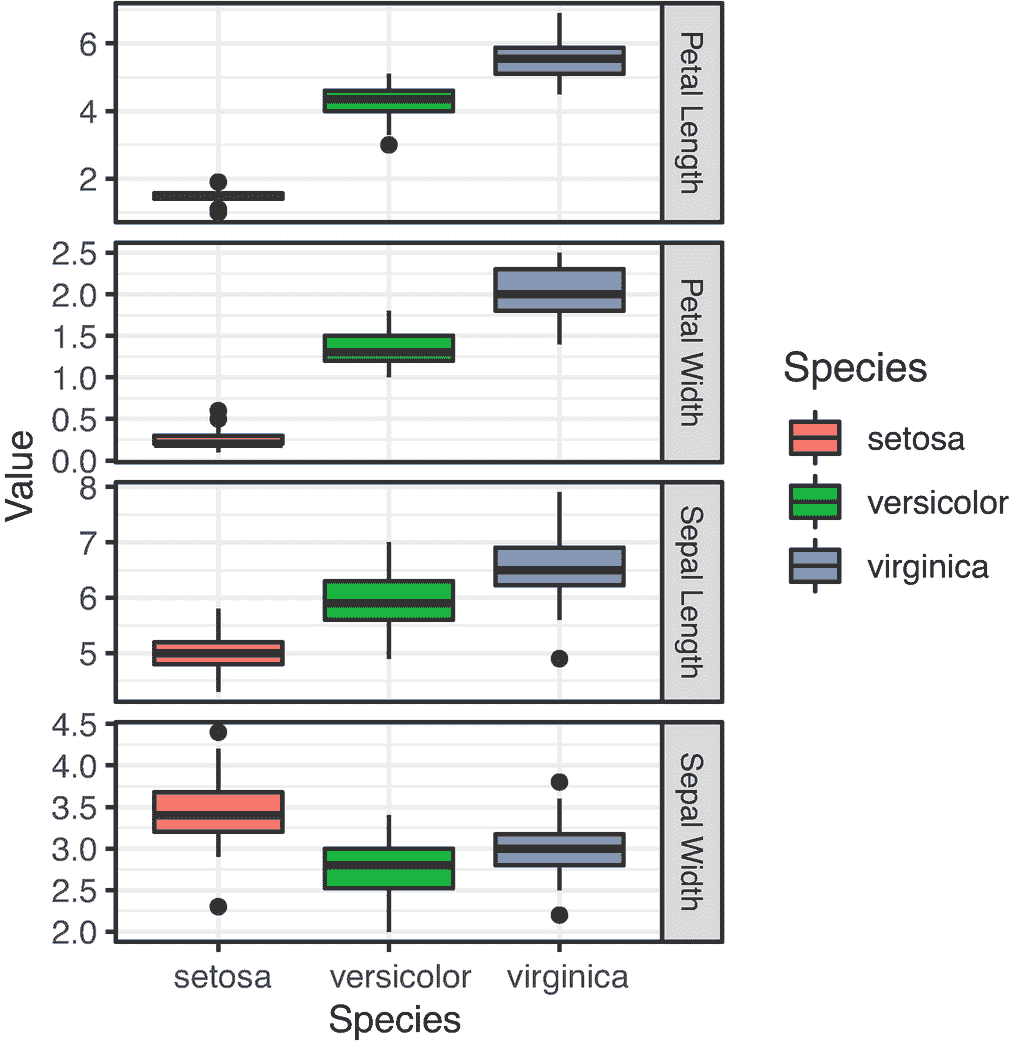 Value
6
4
2
Petal Length
2.5
2.0
1.5
1.0
0.5
0.0
Petal Width
8
7
6
5
Sepal Length
4.5
4.0
3.5
3.0
2.5
2.0
Sepal Width
setosa versicolor virginica
Species
Species
setosa
versicolor
virginica